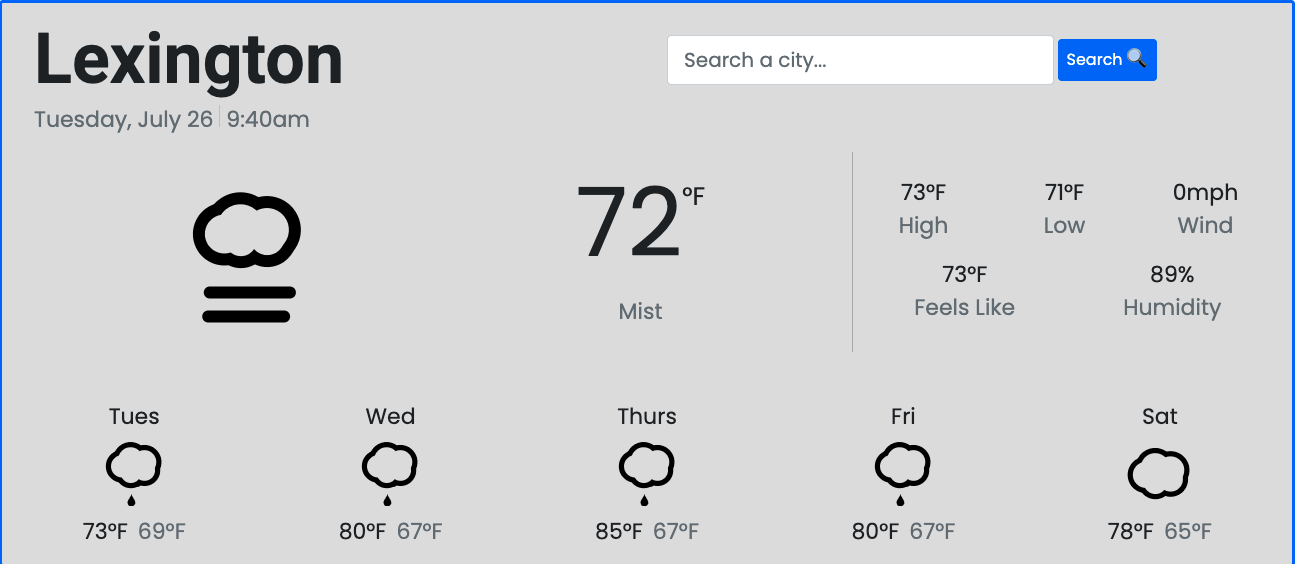 Lexington
Search a city...
Search 🔍
Tuesday, July 26 | 9:40am
72°F
Mist
73°F 71°F 0mph
High Low Wind
73°F 89%
Feels Like Humidity
Tues Wed Thurs Fri Sat
73°F 69°F 80°F 67°F 85°F 67°F 80°F 67°F 78°F 65°F